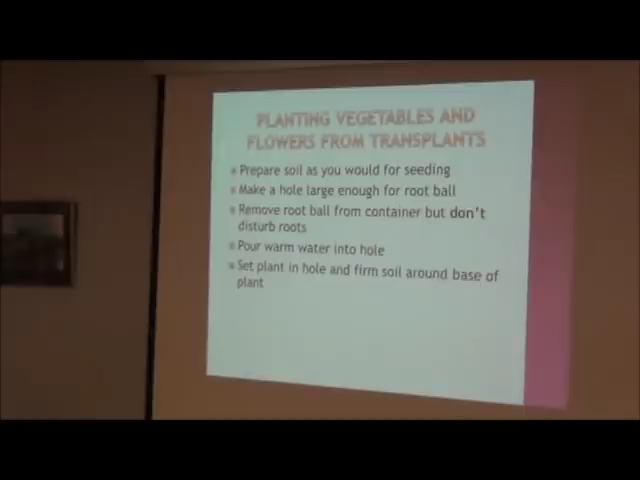 PLANTING VEGETABLES AND
FLOWERS FROM TRANSPLANTS
Prepare soil as you would for seeding
Make a hole large enough for root ball
Remove root ball from container but don't
disturb roots
Pour warm water into hole
Set plant in hole and firm soil around base of
plant